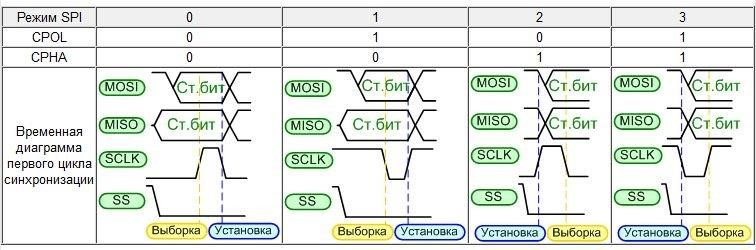 Режим SPI 0 1 2 3
CPOL 0 1 0 1
CPHA 0 0 1 1
Временная
диаграмма
первого цикла
синхронизации
MOSI Ст.бит
MISO Ст.бит
SCLK
SS
Выборка Установка
MOSI Ст.бит
MISO Ст.бит
SCLK
SS
Выборка Установка
MOSI Ст.бит
MISO Ст.бит
SCLK
SS
Установка Выборка
MOSI Ст.бит
MISO Ст.бит
SCLK
SS
Установка Выборка